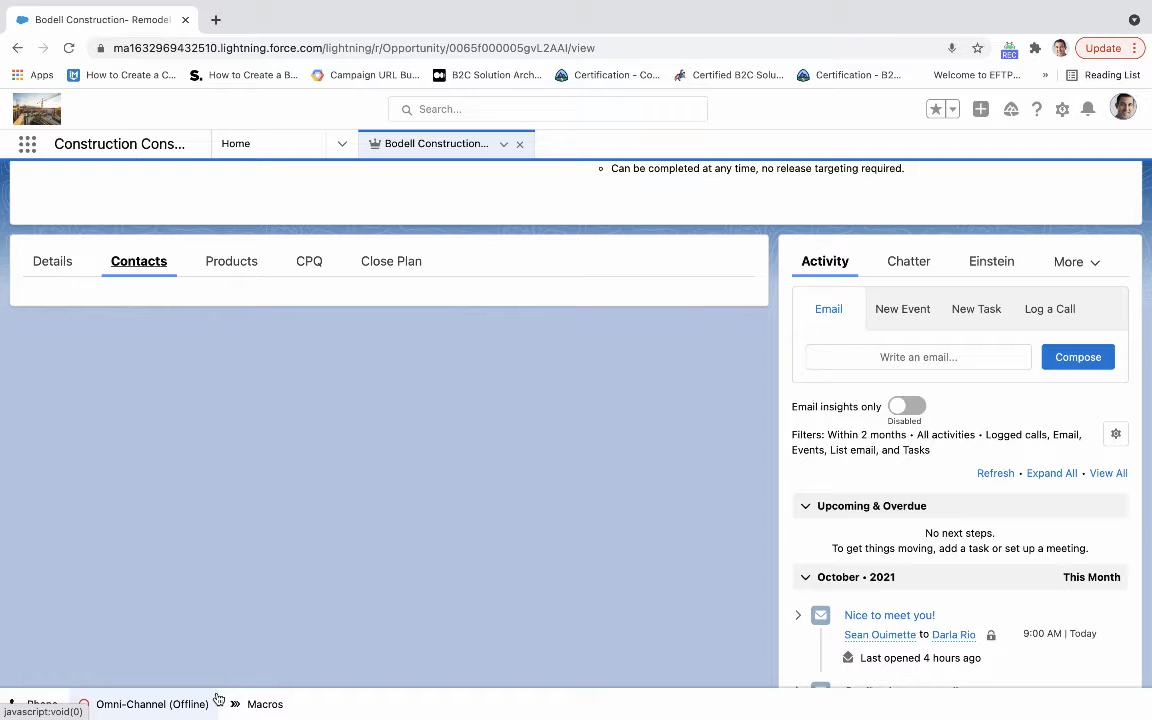 Bodell Construction- Remodel
ma1632969432510.lightning.force.com/lightning/r/Opportunity/0065f000005gvL2AAI/view
REC
Update
Apps
How to Create a C...
How to Create a B...
Campaign URL Bu...
B2C Solution Arch...
Certification - Co...
Certified B2C Solu...
Certification - B2...
Welcome to EFTP...
»
Reading List
Search...
Construction Cons...
Home
Bodell Construction...
Can be completed at any time, no release targeting required.
Details
Contacts
Products
CPQ
Close Plan
Activity
Chatter
Einstein
More
Email
New Event
New Task
Log a Call
Write an email...
Compose
Email insights only
Disabled
Filters: Within 2 months • All activities • Logged calls, Email,
Events, List email, and Tasks
Refresh • Expand All • View All
Upcoming & Overdue
No next steps.
To get things moving, add a task or set up a meeting.
October • 2021
This Month
Nice to meet you!
Sean Ouimette to Darla Rio
9:00 AM | Today
Last opened 4 hours ago
Phone
Omni-Channel (Offline)
Macros
javascript:void(0)